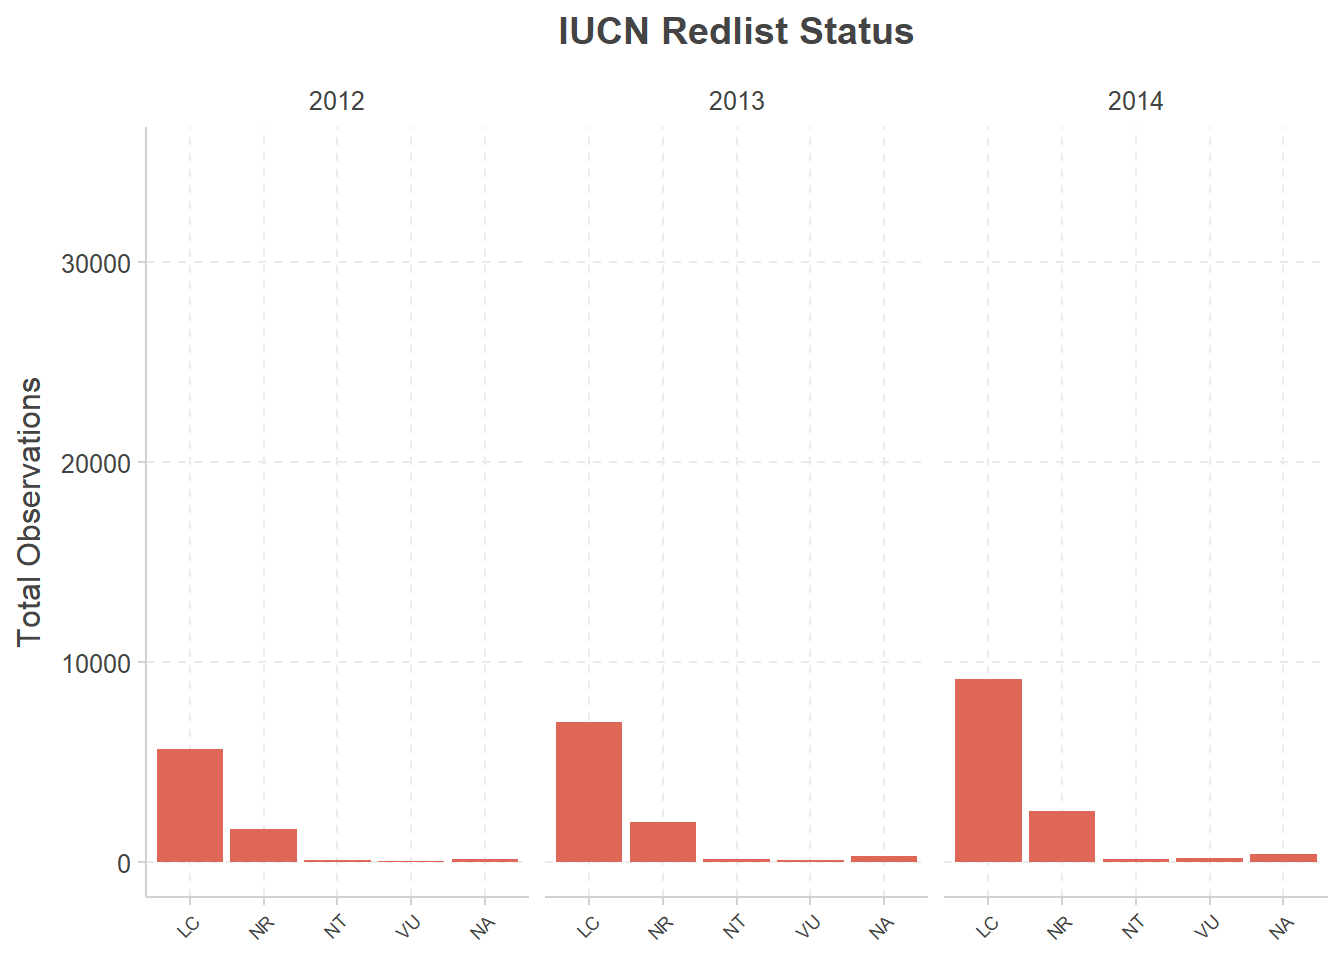 IUCN Redlist Status
2012 2013 2014
Total Observations
30000
20000
10000
0
LC NR NT VU NA LC NR NT VU NA LC NR NT VU NA